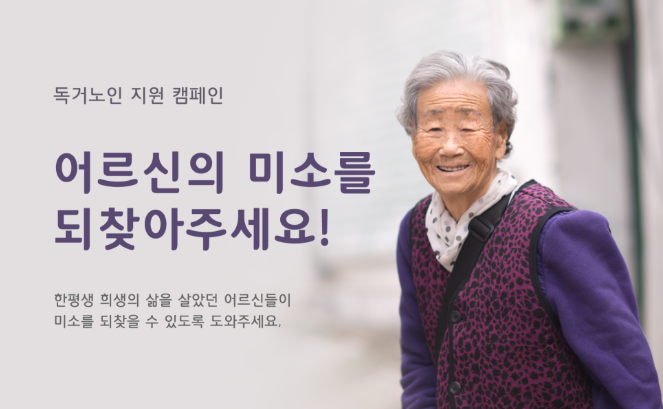 독거노인 지원 캠페인
어르신의 미소를
되찾아주세요!
한평생 희생의 삶을 살았던 어르신들이
미소를 되찾을 수 있도록 도와주세요.